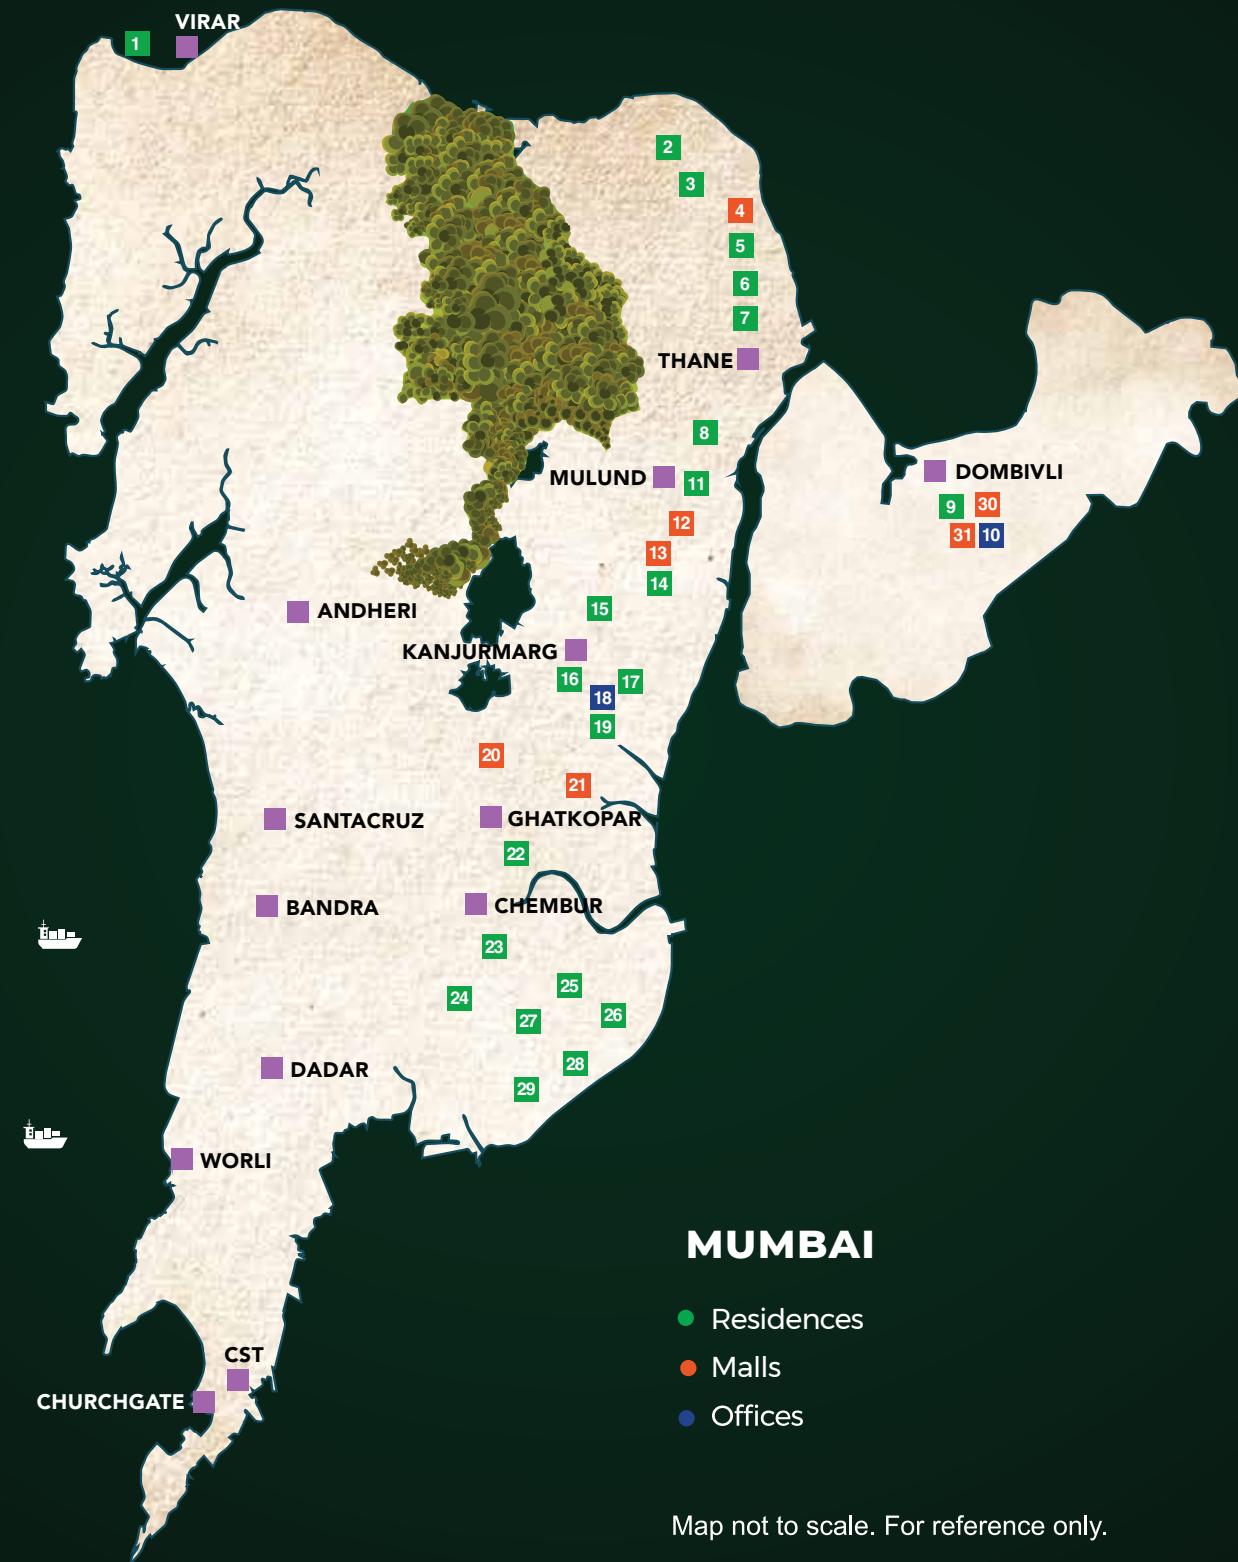 VIRAR
1
2
3
4
5
6
7
THANE
8
MULUND
11
DOMBIVLI
9
30
31
10
12
13
14
ANDHERI
15
KANJURMARG
16
17
18
19
20
21
SANTACRUZ
GHATKOPAR
22
BANDRA
CHEMBUR
23
24
25
26
27
28
29
DADAR
WORLI
MUMBAI
Residences
Malls
Offices
CST
CHURCHGATE
Map not to scale. For reference only.